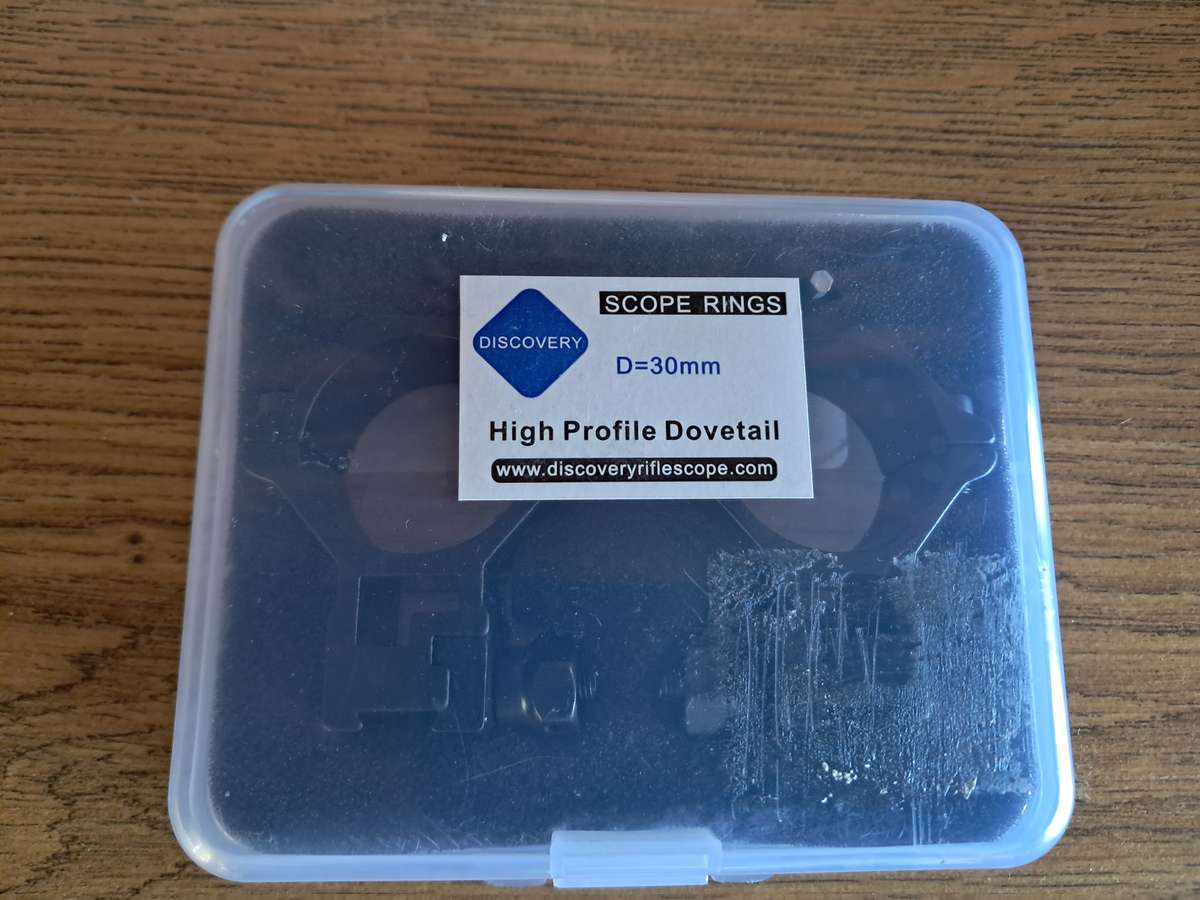 SCOPE RINGS
DISCOVERY
D=30mm
High Profile Dovetail
www.discoveryriflescope.com